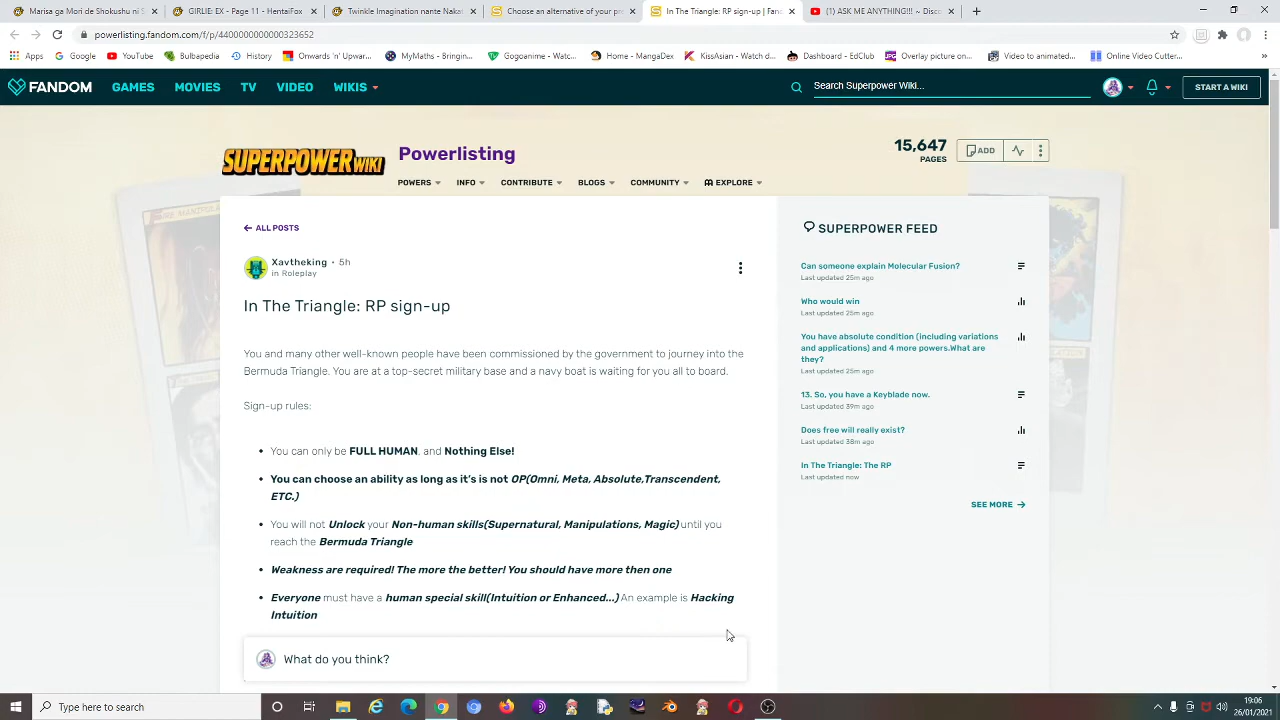 Imagine Meeting Mukuro Naka
GIRLIE EX - Page 34 - Tokyo M
Imagine being Mukuro's Shokushu
Choose an ability of your pre
In The Triangle: RP sign-up | Fan
(1) ASK ME ANYTHING!! | Disc
powerlisting.fandom.com/f/p/4400000000000323652
Apps
Google
YouTube
Bulbapedia
Onwards 'n' Upwar...
MyMaths - Bringin...
Gogoanime - Watc...
Home - MangaDex
KissAsian - Watch d...
Dashboard - SubUp...
Overlay picture on...
Video to animated...
Online Video Cutter...
»
FANDOM
GAMES
MOVIES
TV
VIDEO
WIKIS
Search Superpower Wiki...
START A WIKI
SUPERPOWER WIKI
Powerlisting
15,647
PAGES
ADD
POWERS
INFO
CONTRIBUTE
BLOGS
COMMUNITY
EXPLORE
ALL POSTS
Xavtheking • 5h
in Roleplay
In The Triangle: RP sign-up
You and many other well-known people have been commissioned by the government to journey into the
Bermuda Triangle. You are at a top-secret military base and a navy boat is waiting for you all to board.
Sign-up rules:
• You can only be FULL HUMAN, and Nothing Else!
• You can choose an ability as long as it's is not OP(Omni, Meta, Absolute,Transcendent,
ETC.)
• You will not Unlock your Non-human skills(Supernatural, Manipulations, Magic) until you
reach the Bermuda Triangle
• Weakness are required! The more the better! You should have more then one
• Everyone must have a human special skill(Intuition or Enhanced...) An example is Hacking
Intuition
What do you think?
SUPERPOWER FEED
Can someone explain Molecular Fusion?
Last updated 25m ago
Who would win
Last updated 25m ago
You have absolute condition (including variations
and applications) and 4 more powers.What are
they?
Last updated 25m ago
13. So, you have a Keyblade now.
Last updated 39m ago
Does free will really exist?
Last updated 38m ago
In The Triangle: The RP
Last updated now
SEE MORE
Type here to search
19:06
26/01/2021